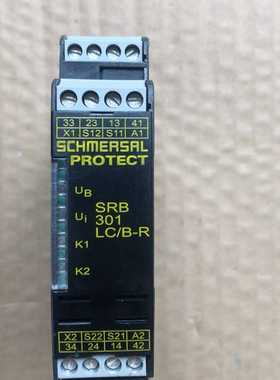 33 23 13 41
X1 S12 S11 A1
SCHMERSAL
PROTECT
UB
Ui
K1
K2
SRB
301
LC/B-R
X2 S22 S21 A2
34 24 14 42